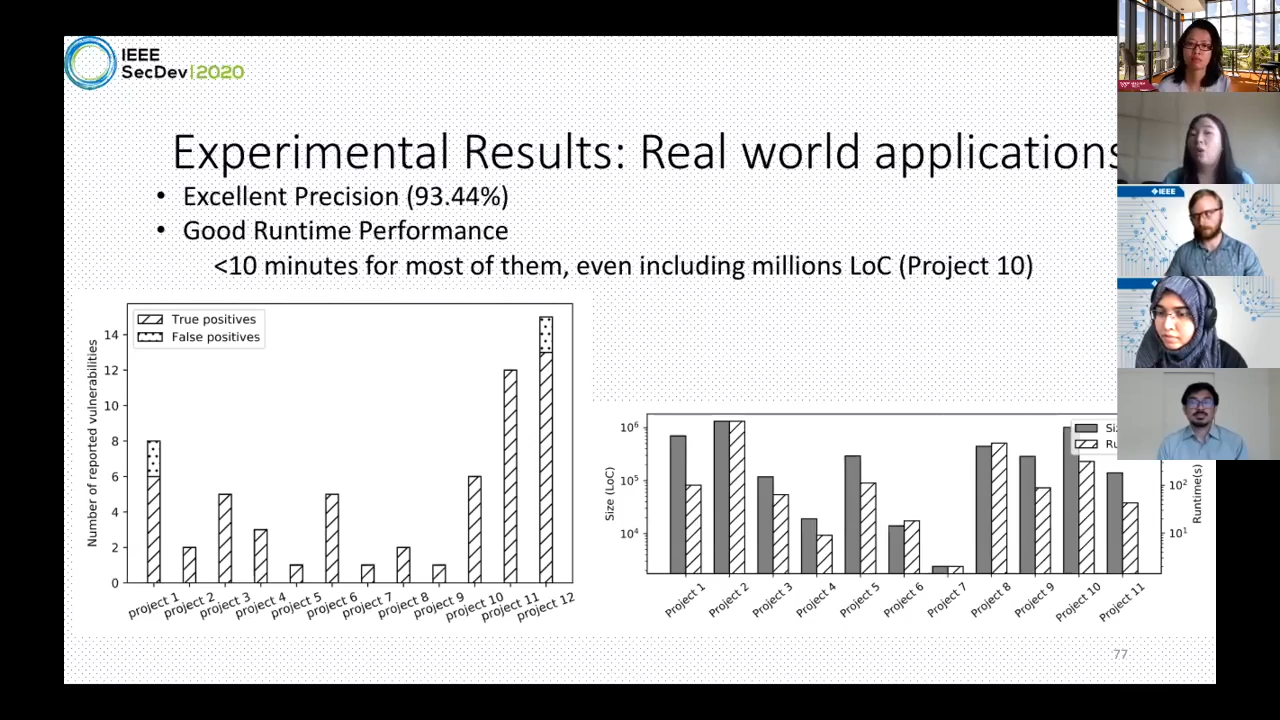 IEEE
SecDev|2020
Experimental Results: Real world applications
• Excellent Precision (93.44%)
• Good Runtime Performance
<10 minutes for most of them, even including millions LoC (Project 10)
True positives
False positives
Number of reported vulnerabilities
14
12
10
8
6
4
2
0
project 1
project 2
project 3
project 4
project 5
project 6
project 7
project 8
project 9
project 10
project 11
project 12
Size (LoC)
10⁶
10⁵
10⁴
Si
Ru
10²
10¹
Runtime(s)
Project 1
Project 2
Project 3
Project 4
Project 5
Project 6
Project 7
Project 8
Project 9
Project 10
Project 11
77
IEEE